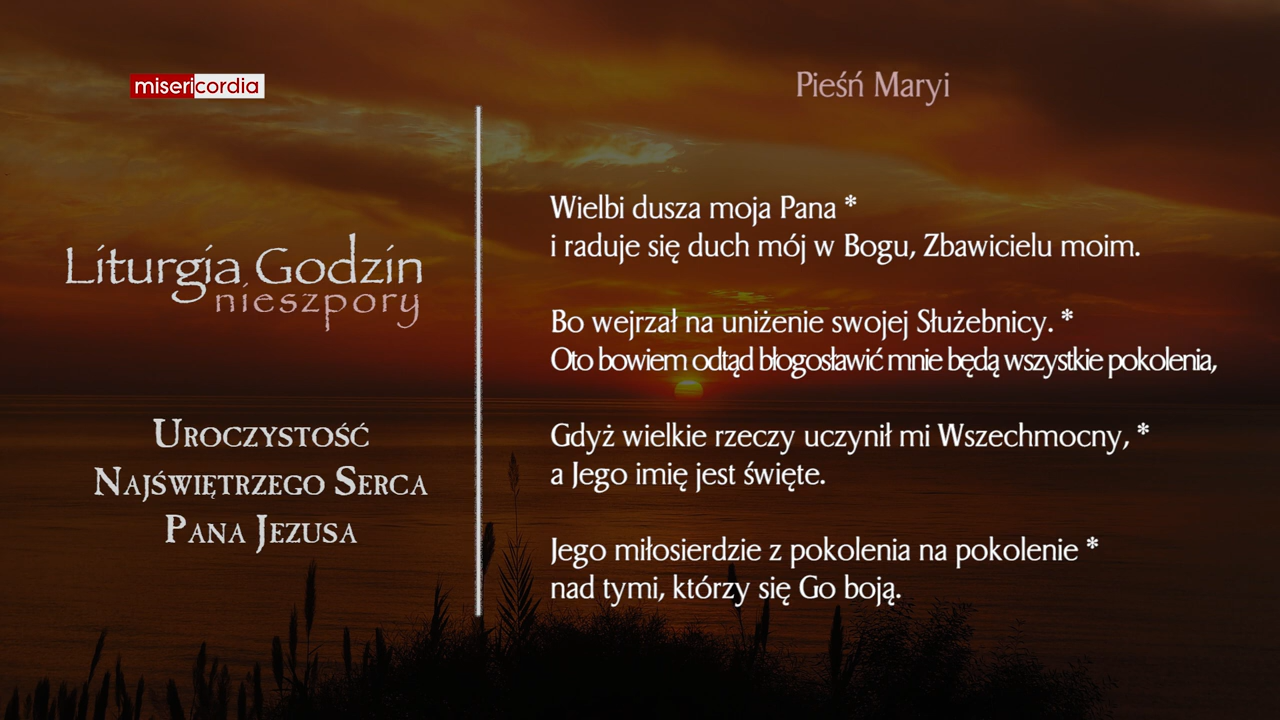 misericordia
Liturgia Godzin
nieszpory
Uroczystość
Najświętrzego Serca
Pana Jezusa
Pieśń Maryi
Wielbi dusza moja Pana *
i raduje się duch mój w Bogu, Zbawicielu moim.
Bo wejrzał na uniżenie swojej Służebnicy. *
Oto bowiem odtąd błogosławić mnie będą wszystkie pokolenia,
Gdyż wielkie rzeczy uczynił mi Wszechmocny, *
a Jego imię jest święte.
Jego miłosierdzie z pokolenia na pokolenie *
nad tymi, którzy się Go boją.